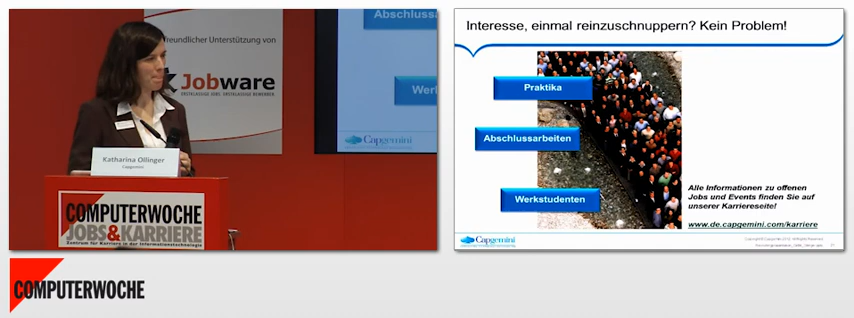 freundlicher Unterstützung von
Jobware
Abschlussa
Werk
Capgemini
Katharina Ollinger
Capgemini
COMPUTERWOCHE
JOBS&KARRIERE
Zentrum für Karriere in der Informationstechnologie
Interesse, einmal reinzuschnuppern? Kein Problem!
Praktika
Abschlussarbeiten
Werkstudenten
Alle Informationen zu offenen
Jobs und Events finden Sie auf
unserer Karriereseite!
www.de.capgemini.com/karriere
Capgemini
COMPUTERWOCHE